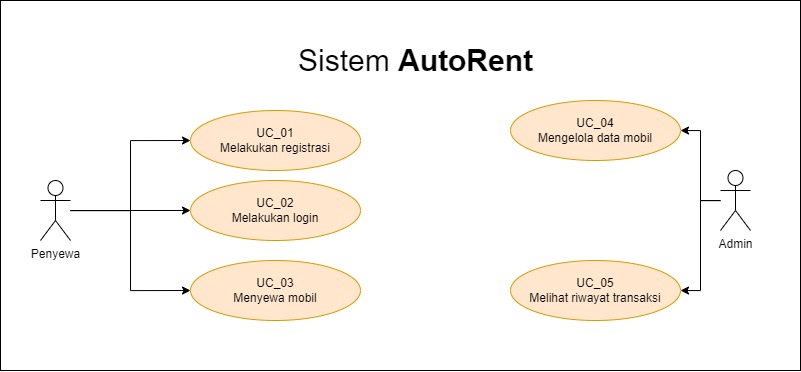 Sistem AutoRent
UC_01
Melakukan registrasi
UC_02
Melakukan login
UC_03
Menyewa mobil
Penyewa
UC_04
Mengelola data mobil
UC_05
Melihat riwayat transaksi
Admin